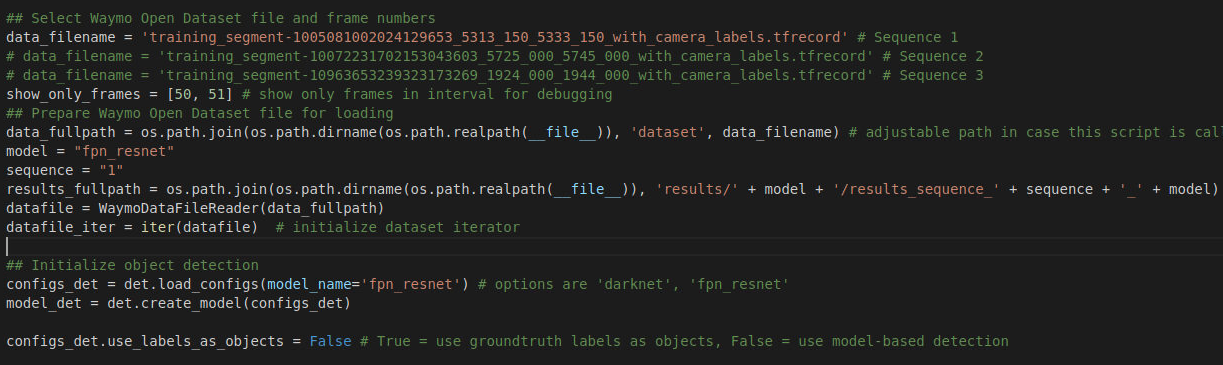 ## Select Waymo Open Dataset file and frame numbers
data_filename = 'training_segment-1005081002024129653_5313_150_5333_150_with_camera_labels.tfrecord' # Sequence 1
# data_filename = 'training_segment-10072231702153043603_5725_000_5745_000_with_camera_labels.tfrecord' # Sequence 2
# data_filename = 'training_segment-10963653239323173269_1924_000_1944_000_with_camera_labels.tfrecord' # Sequence 3
show_only_frames = [50, 51] # show only frames in interval for debugging
## Prepare Waymo Open Dataset file for loading
data_fullpath = os.path.join(os.path.dirname(os.path.realpath(__file__)), 'dataset', data_filename) # adjustable path in case this script is cal
model = "fpn_resnet"
sequence = "1"
results_fullpath = os.path.join(os.path.dirname(os.path.realpath(__file__)), 'results/' + model + '/results_sequence_' + sequence + '_' + model)
datafile = WaymoDataFileReader(data_fullpath)
datafile_iter = iter(datafile)  # initialize dataset iterator
## Initialize object detection
configs_det = det.load_configs(model_name='fpn_resnet') # options are 'darknet', 'fpn_resnet'
model_det = det.create_model(configs_det)
configs_det.use_labels_as_objects = False # True = use groundtruth labels as objects, False = use model-based detection